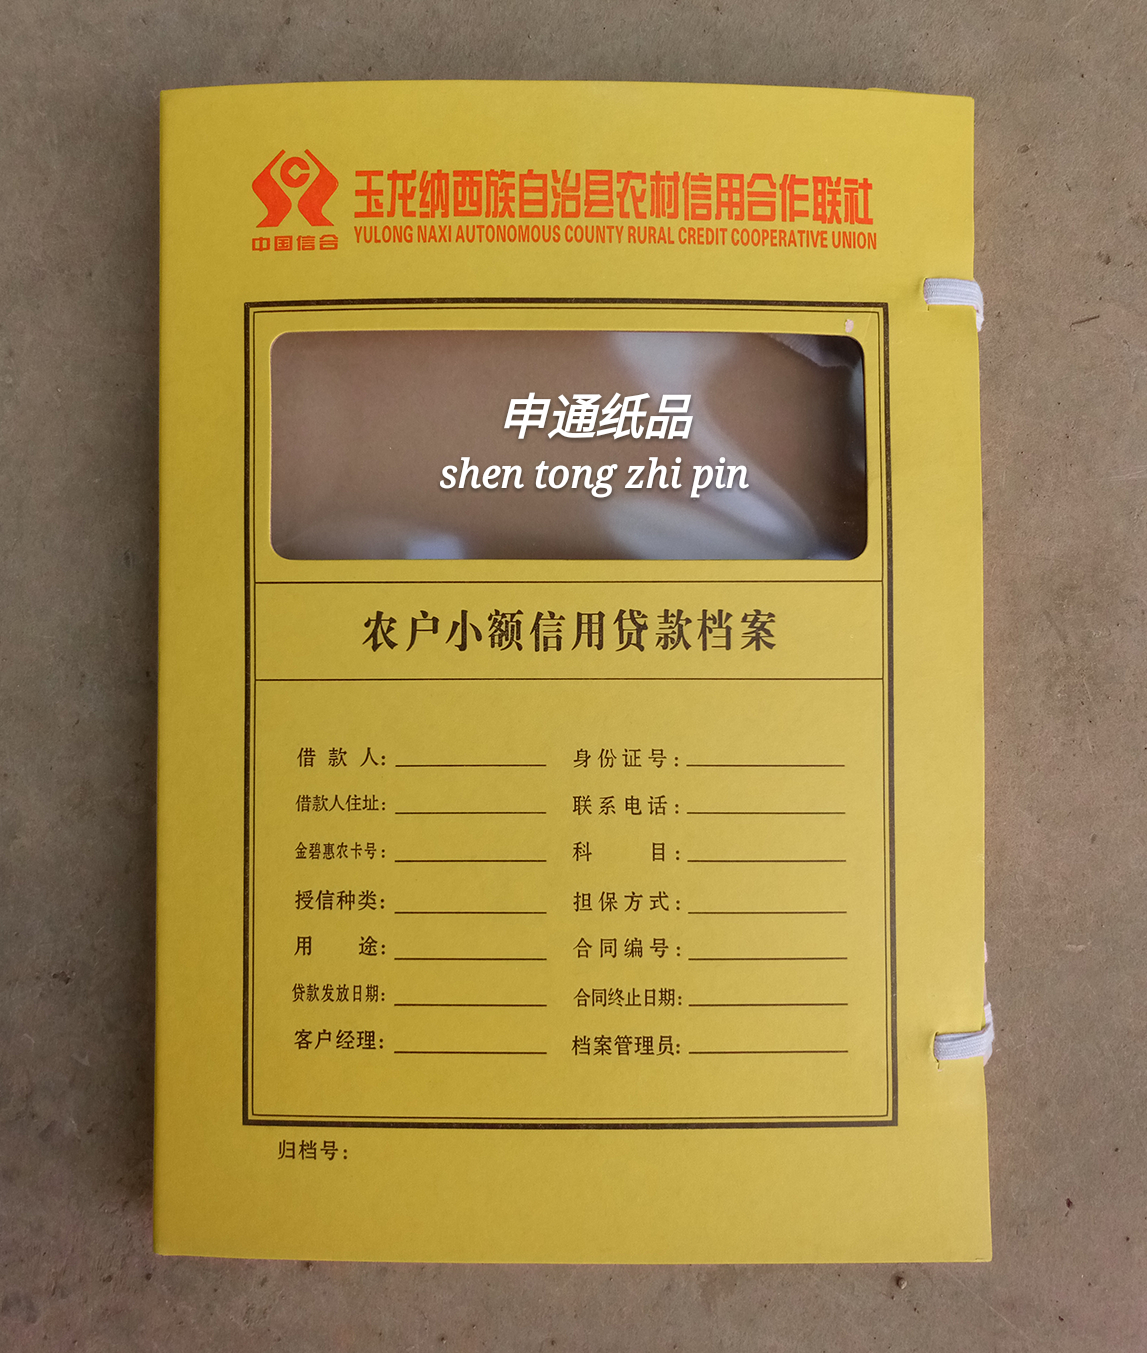 玉龙纳西族自治县农村信用合作联社
YULONG NAXI AUTONOMOUS COUNTY RURAL CREDIT COOPERATIVE UNION
C
中国信合
申通纸品
shen tong zhi pin
农户小额信用贷款档案
借款人: 身份证号:
借款人住址: 联系电话:
金碧惠农卡号: 科目:
授信种类: 担保方式:
用途: 合同编号:
贷款发放日期: 合同终止日期:
客户经理: 档案管理员:
归档号: